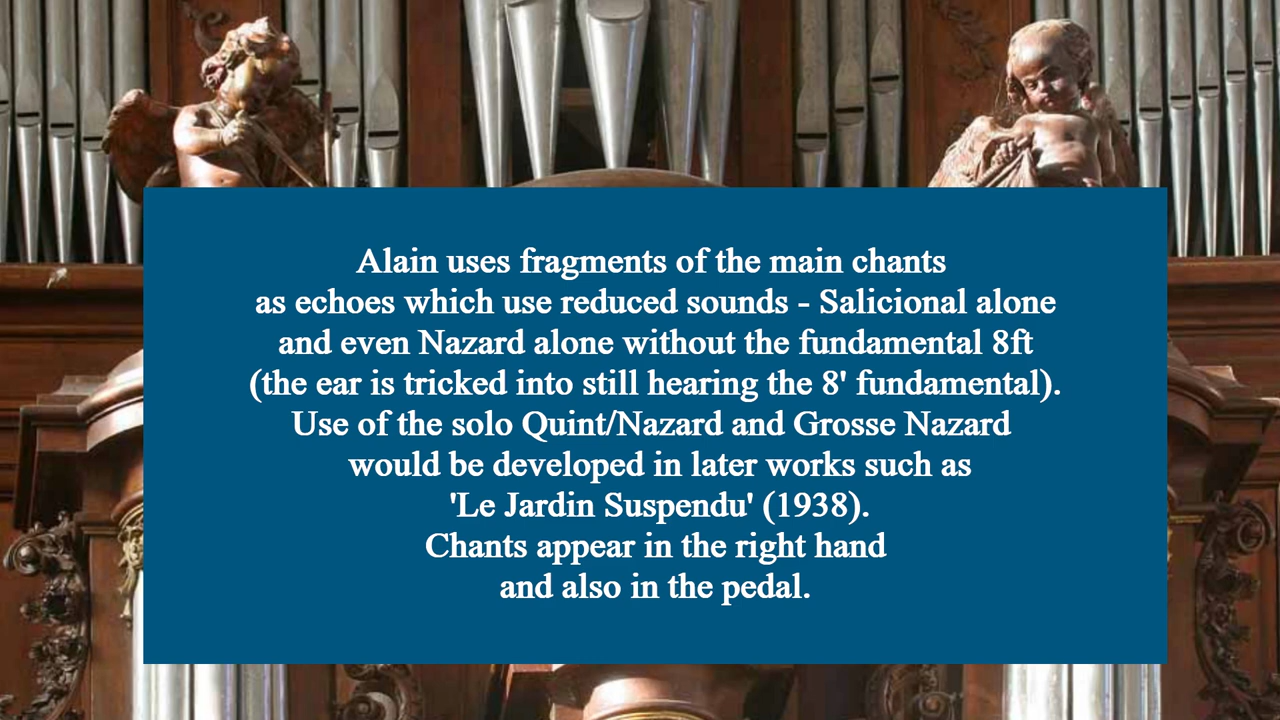 Alain uses fragments of the main chants
as echoes which use reduced sounds - Salicional alone
and even Nazard alone without the fundamental 8ft
(the ear is tricked into still hearing the 8' fundamental).
Use of the solo Quint/Nazard and Grosse Nazard
would be developed in later works such as
'Le Jardin Suspendu' (1938).
Chants appear in the right hand
and also in the pedal.